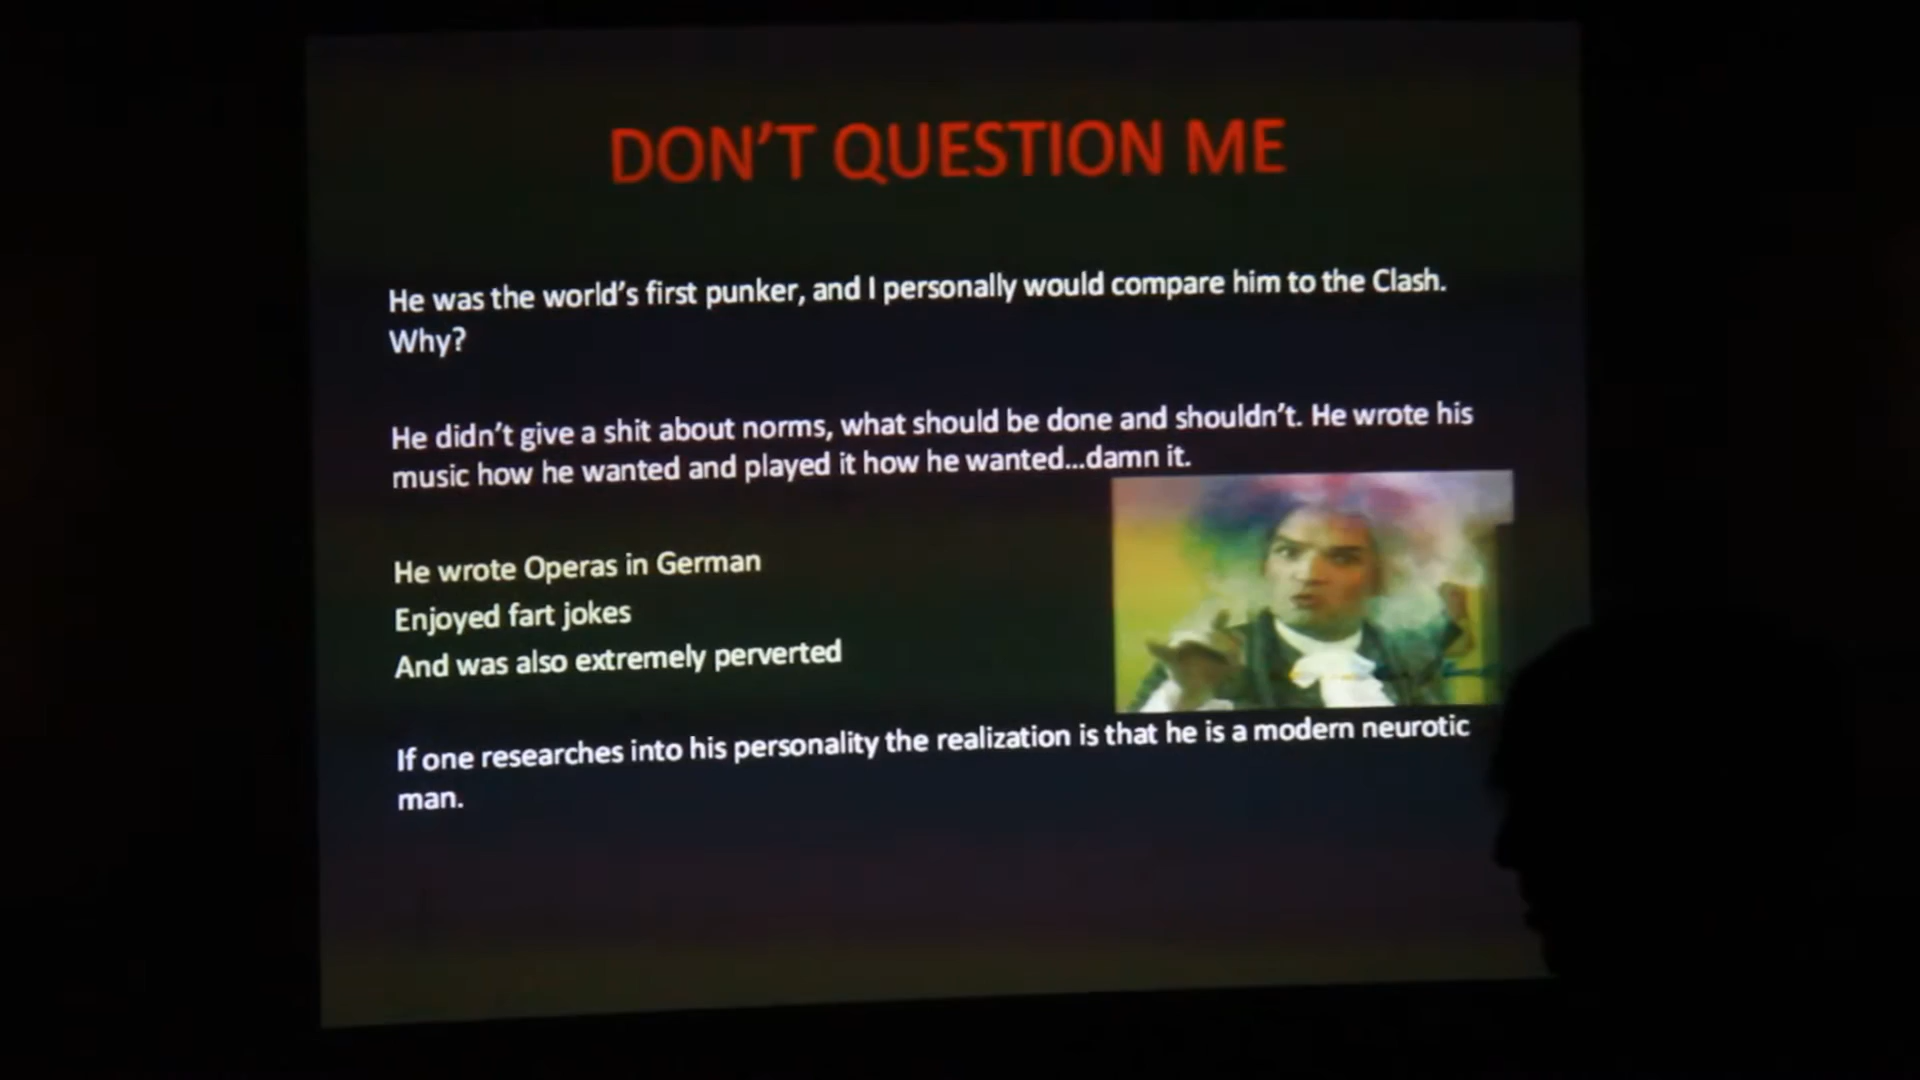 DON'T QUESTION ME
He was the world's first punker, and I personally would compare him to the Clash.
Why?
He didn't give a shit about norms, what should be done and shouldn't. He wrote his
music how he wanted and played it how he wanted...damn it.
He wrote Operas in German
Enjoyed fart jokes
And was also extremely perverted
If one researches into his personality the realization is that he is a modern neurotic
man.